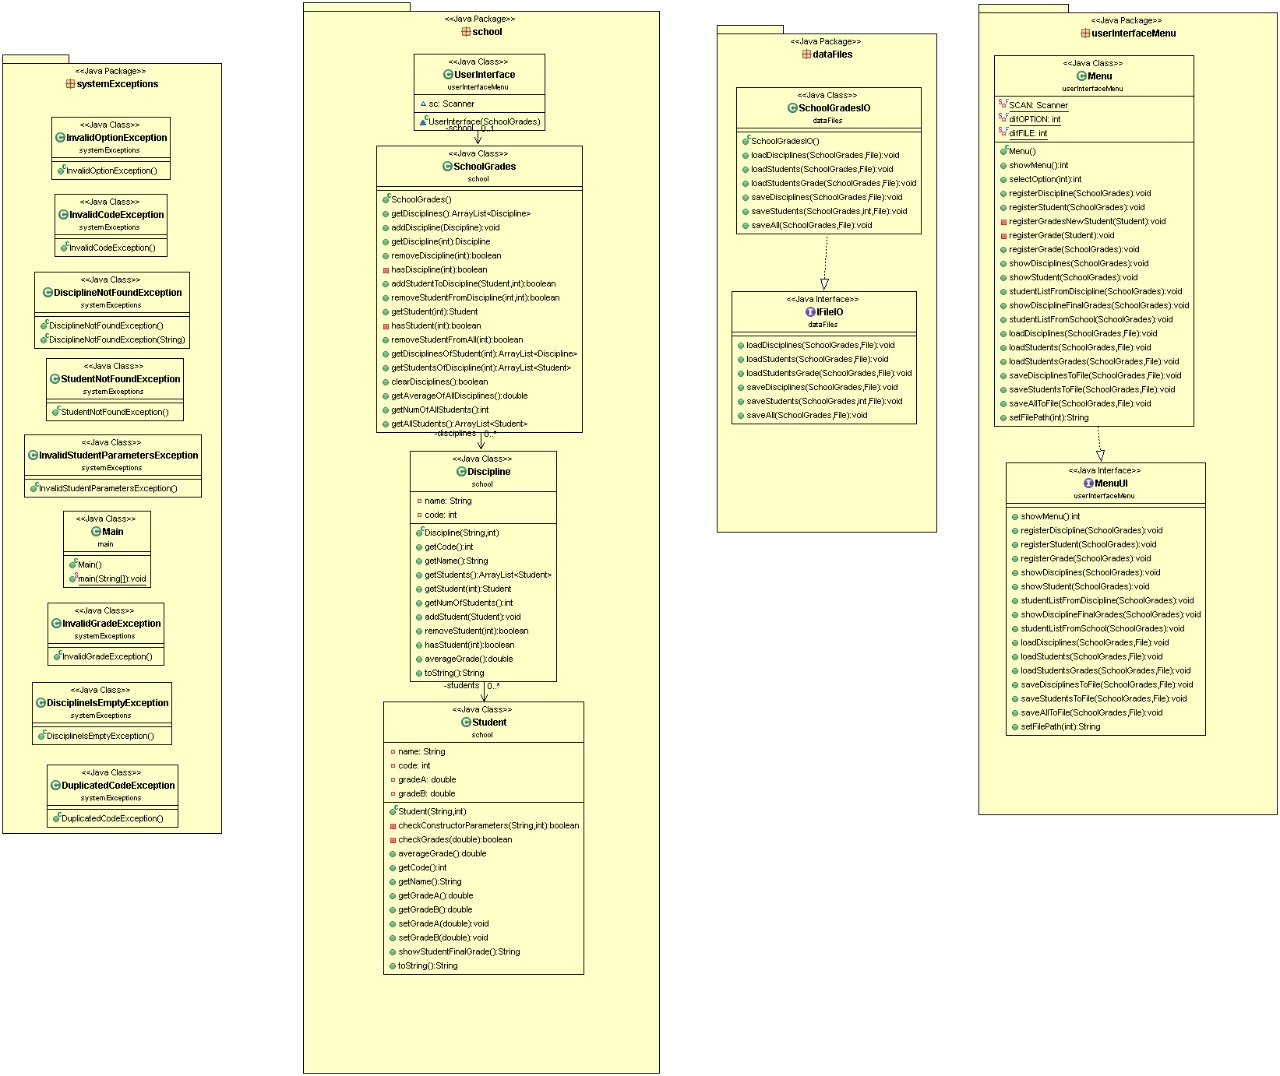 <<Java Package>>
systemExceptions
<<Java Class>>
InvalidOptionException
systemExceptions
InvalidOptionException()
<<Java Class>>
InvalidCodeException
systemExceptions
InvalidCodeException()
<<Java Class>>
DisciplineNotFoundException
systemExceptions
DisciplineNotFoundException()
DisciplineNotFoundException(String)
<<Java Class>>
StudentNotFoundException
systemExceptions
StudentNotFoundException()
<<Java Class>>
InvalidStudentParametersException
systemExceptions
InvalidStudentParametersException()
<<Java Class>>
Main
main
Main()
main(String[]):void
<<Java Class>>
InvalidGradeException
systemExceptions
InvalidGradeException()
<<Java Class>>
DisciplineIsEmptyException
systemExceptions
DisciplineIsEmptyException()
<<Java Class>>
DuplicatedCodeException
systemExceptions
DuplicatedCodeException()
<<Java Package>>
school
<<Java Class>>
UserInterface
userInterfaceMenu
sc: Scanner
UserInterface(SchoolGrades)
-school 0..1
<<Java Class>>
SchoolGrades
school
SchoolGrades()
getDisciplines():ArrayList<Discipline>
addDiscipline(Discipline):void
getDiscipline(int):Discipline
removeDiscipline(int):boolean
hasDiscipline(int):boolean
addStudentToDiscipline(Student,int):boolean
removeStudentFromDiscipline(int,int):boolean
getStudent(int):Student
hasStudent(int):boolean
removeStudentFromAll(int):boolean
getDisciplinesOfStudent(int):ArrayList<Discipline>
getStudentsOfDiscipline(int):ArrayList<Student>
clearDisciplines():boolean
getAverageOfAllDisciplines():double
getNumOfAllStudents():int
getAllStudents():ArrayList<Student>
-disciplines 0..*
<<Java Class>>
Discipline
school
name: String
code: int
Discipline(String,int)
getCode():int
getName():String
getStudents():ArrayList<Student>
getStudent(int):Student
getNumOfStudents():int
addStudent(Student):void
removeStudent(int):boolean
hasStudent(int):boolean
averageGrade():double
toString():String
-students 0..*
<<Java Class>>
Student
school
name: String
code: int
gradeA: double
gradeB: double
Student(String,int)
checkConstructorParameters(String,int):boolean
checkGrades(double):boolean
averageGrade():double
getCode():int
getName():String
getGradeA():double
getGradeB():double
setGradeA(double):void
setGradeB(double):void
showStudentFinalGrade():String
toString():String
<<Java Package>>
dataFiles
<<Java Class>>
SchoolGradesIO
dataFiles
SchoolGradesIO()
loadDisciplines(SchoolGrades,File):void
loadStudents(SchoolGrades,File):void
loadStudentsGrade(SchoolGrades,File):void
saveDisciplines(SchoolGrades,File):void
saveStudents(SchoolGrades,int,File):void
saveAll(SchoolGrades,File):void
<<Java Interface>>
IFileIO
dataFiles
loadDisciplines(SchoolGrades,File):void
loadStudents(SchoolGrades,File):void
loadStudentsGrade(SchoolGrades,File):void
saveDisciplines(SchoolGrades,File):void
saveStudents(SchoolGrades,int,File):void
saveAll(SchoolGrades,File):void
<<Java Package>>
userInterfaceMenu
<<Java Class>>
Menu
userInterfaceMenu
SCAN: Scanner
difOPTION: int
difFILE: int
Menu()
showMenu():int
selectOption(int):int
registerDiscipline(SchoolGrades):void
registerStudent(SchoolGrades):void
registerGradesNewStudent(Student):void
registerGrade(Student):void
registerGrade(SchoolGrades):void
showDisciplines(SchoolGrades):void
showStudent(SchoolGrades):void
studentListFromDiscipline(SchoolGrades):void
showDisciplineFinalGrades(SchoolGrades):void
studentListFromSchool(SchoolGrades):void
loadDisciplines(SchoolGrades,File):void
loadStudents(SchoolGrades,File):void
loadStudentsGrades(SchoolGrades,File):void
saveDisciplinesToFile(SchoolGrades,File):void
saveStudentsToFile(SchoolGrades,File):void
saveAllToFile(SchoolGrades,File):void
setFilePath(int):String
<<Java Interface>>
MenuUI
userInterfaceMenu
showMenu():int
registerDiscipline(SchoolGrades):void
registerStudent(SchoolGrades):void
registerGrade(SchoolGrades):void
showDisciplines(SchoolGrades):void
showStudent(SchoolGrades):void
studentListFromDiscipline(SchoolGrades):void
showDisciplineFinalGrades(SchoolGrades):void
studentListFromSchool(SchoolGrades):void
loadDisciplines(SchoolGrades,File):void
loadStudents(SchoolGrades,File):void
loadStudentsGrades(SchoolGrades,File):void
saveDisciplinesToFile(SchoolGrades,File):void
saveStudentsToFile(SchoolGrades,File):void
saveAllToFile(SchoolGrades,File):void
setFilePath(int):String